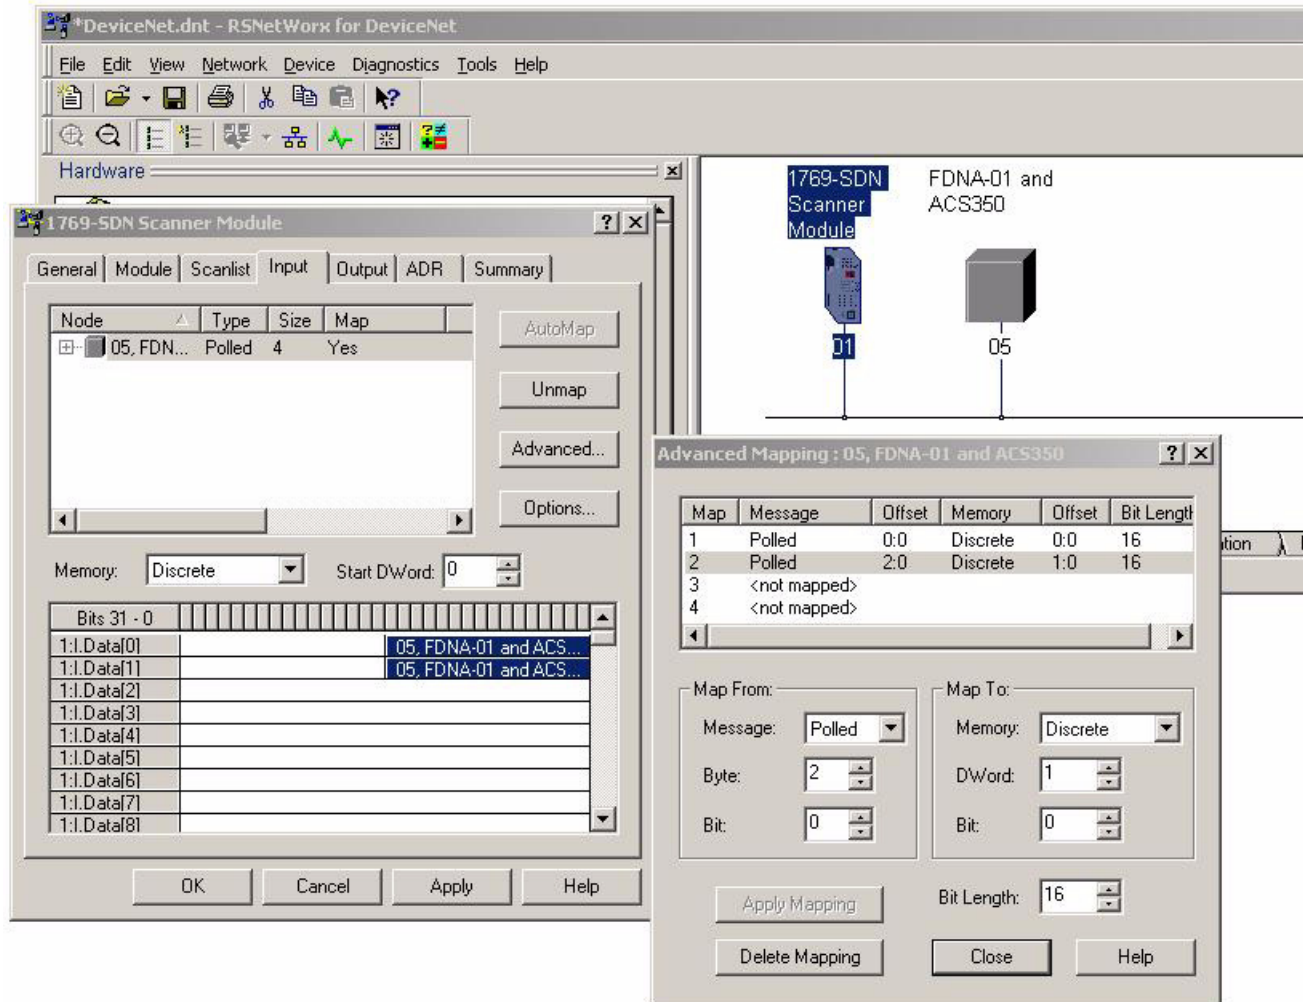 *DeviceNet.dnt - RSNetWorx for DeviceNet
File Edit View Network Device Diagnostics Tools Help
Hardware
1769-SDN Scanner Module
General Module Scanlist Input Output ADR Summary
Node Type Size Map
05, FDN... Polled 4 Yes
AutoMap
Unmap
Advanced...
Options...
Memory: Discrete Start DWord: 0
Bits 31 - 0
1:I.Data[0] 05, FDNA-01 and ACS...
1:I.Data[1] 05, FDNA-01 and ACS...
1:I.Data[2]
1:I.Data[3]
1:I.Data[4]
1:I.Data[5]
1:I.Data[6]
1:I.Data[7]
1:I.Data[8]
OK Cancel Apply Help
1769-SDN
Scanner
Module
01
FDNA-01 and
ACS350
05
Advanced Mapping : 05, FDNA-01 and ACS350
Map Message Offset Memory Offset Bit Length
1 Polled 0:0 Discrete 0:0 16
2 Polled 2:0 Discrete 1:0 16
3 <not mapped>
4 <not mapped>
Map From:
Message: Polled
Byte: 2
Bit: 0
Map To:
Memory: Discrete
DWord: 1
Bit: 0
Apply Mapping
Bit Length: 16
Delete Mapping Close Help